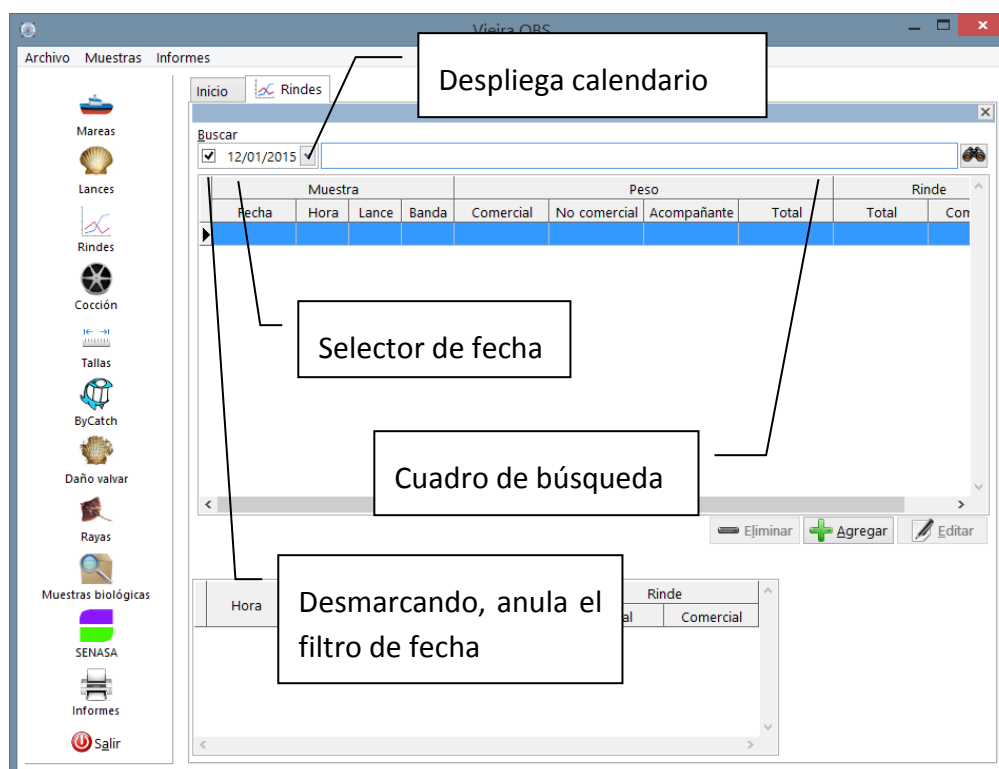 Vieira OBS
Archivo Muestras Informes
Despliega calendario
Inicio Rindes
Buscar
12/01/2015
Mareas
Lances
Rindes
Cocción
Tallas
ByCatch
Daño valvar
Rayas
Muestras biológicas
SENASA
Informes
Salir
Muestra Peso Rinde
Fecha Hora Lance Banda Comercial No comercial Acompañante Total Total Com
Selector de fecha
Cuadro de búsqueda
Eliminar Agregar Editar
Rinde
Hora al Comercial
Desmarcando, anula el
filtro de fecha